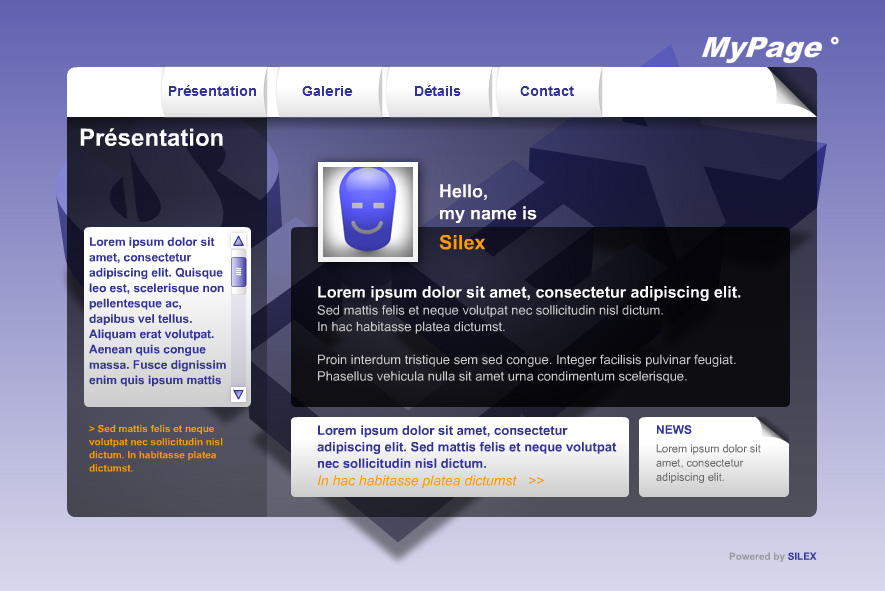 MyPage °
Présentation Galerie Détails Contact
Présentation
Hello,
my name is
Silex
Lorem ipsum dolor sit
amet, consectetur
adipiscing elit. Quisque
leo est, scelerisque non
pellentesque ac,
dapibus vel tellus.
Aliquam erat volutpat.
Aenean quis congue
massa. Fusce dignissim
enim quis ipsum mattis
> Sed mattis felis et neque
volutpat nec sollicitudin nisl
dictum. In habitasse platea
dictumst.
Lorem ipsum dolor sit amet, consectetur adipiscing elit.
Sed mattis felis et neque volutpat nec sollicitudin nisl dictum.
In hac habitasse platea dictumst.
Proin interdum tristique sem sed congue. Integer facilisis pulvinar feugiat.
Phasellus vehicula nulla sit amet urna condimentum scelerisque.
Lorem ipsum dolor sit amet, consectetur
adipiscing elit. Sed mattis felis et neque volutpat
nec sollicitudin nisl dictum.
In hac habitasse platea dictumst >>
NEWS
Lorem ipsum dolor sit
amet, consectetur
adipiscing elit.
Powered by SILEX